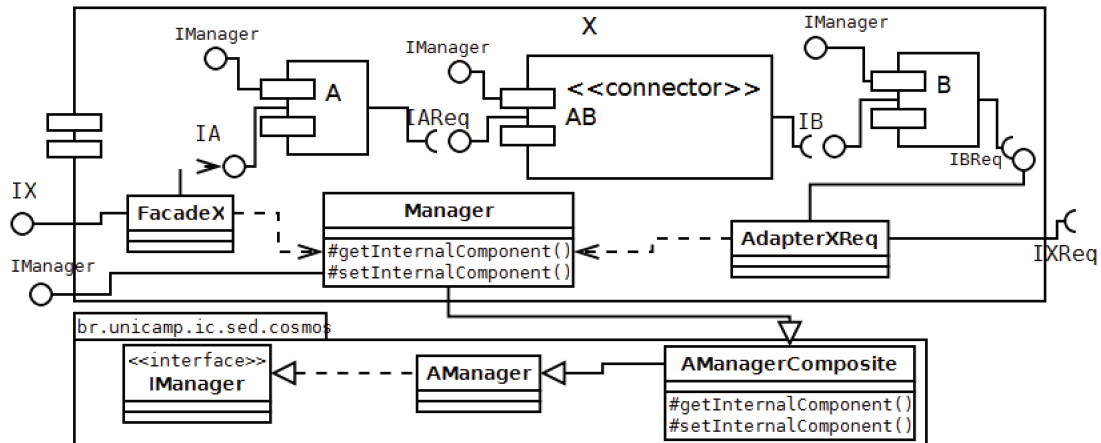 X
IManager
IManager
IManager
A
<<connector>>
AB
B
IA
IAReq
IB
IBReq
IX
FacadeX
Manager
#getInternalComponent()
#setInternalComponent()
AdapterXReq
IXReq
IManager
br.unicamp.ic.sed.cosmos
<<interface>>
IManager
AManager
AManagerComposite
#getInternalComponent()
#setInternalComponent()